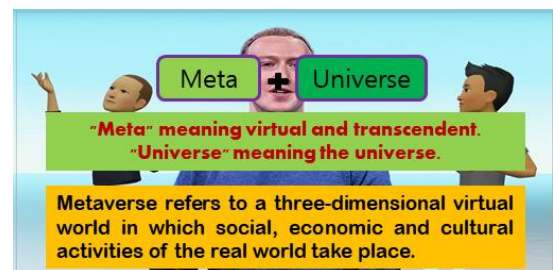 Meta + Universe
"Meta" meaning virtual and transcendent.
"Universe" meaning the universe.
Metaverse refers to a three-dimensional virtual
world in which social, economic and cultural
activities of the real world take place.